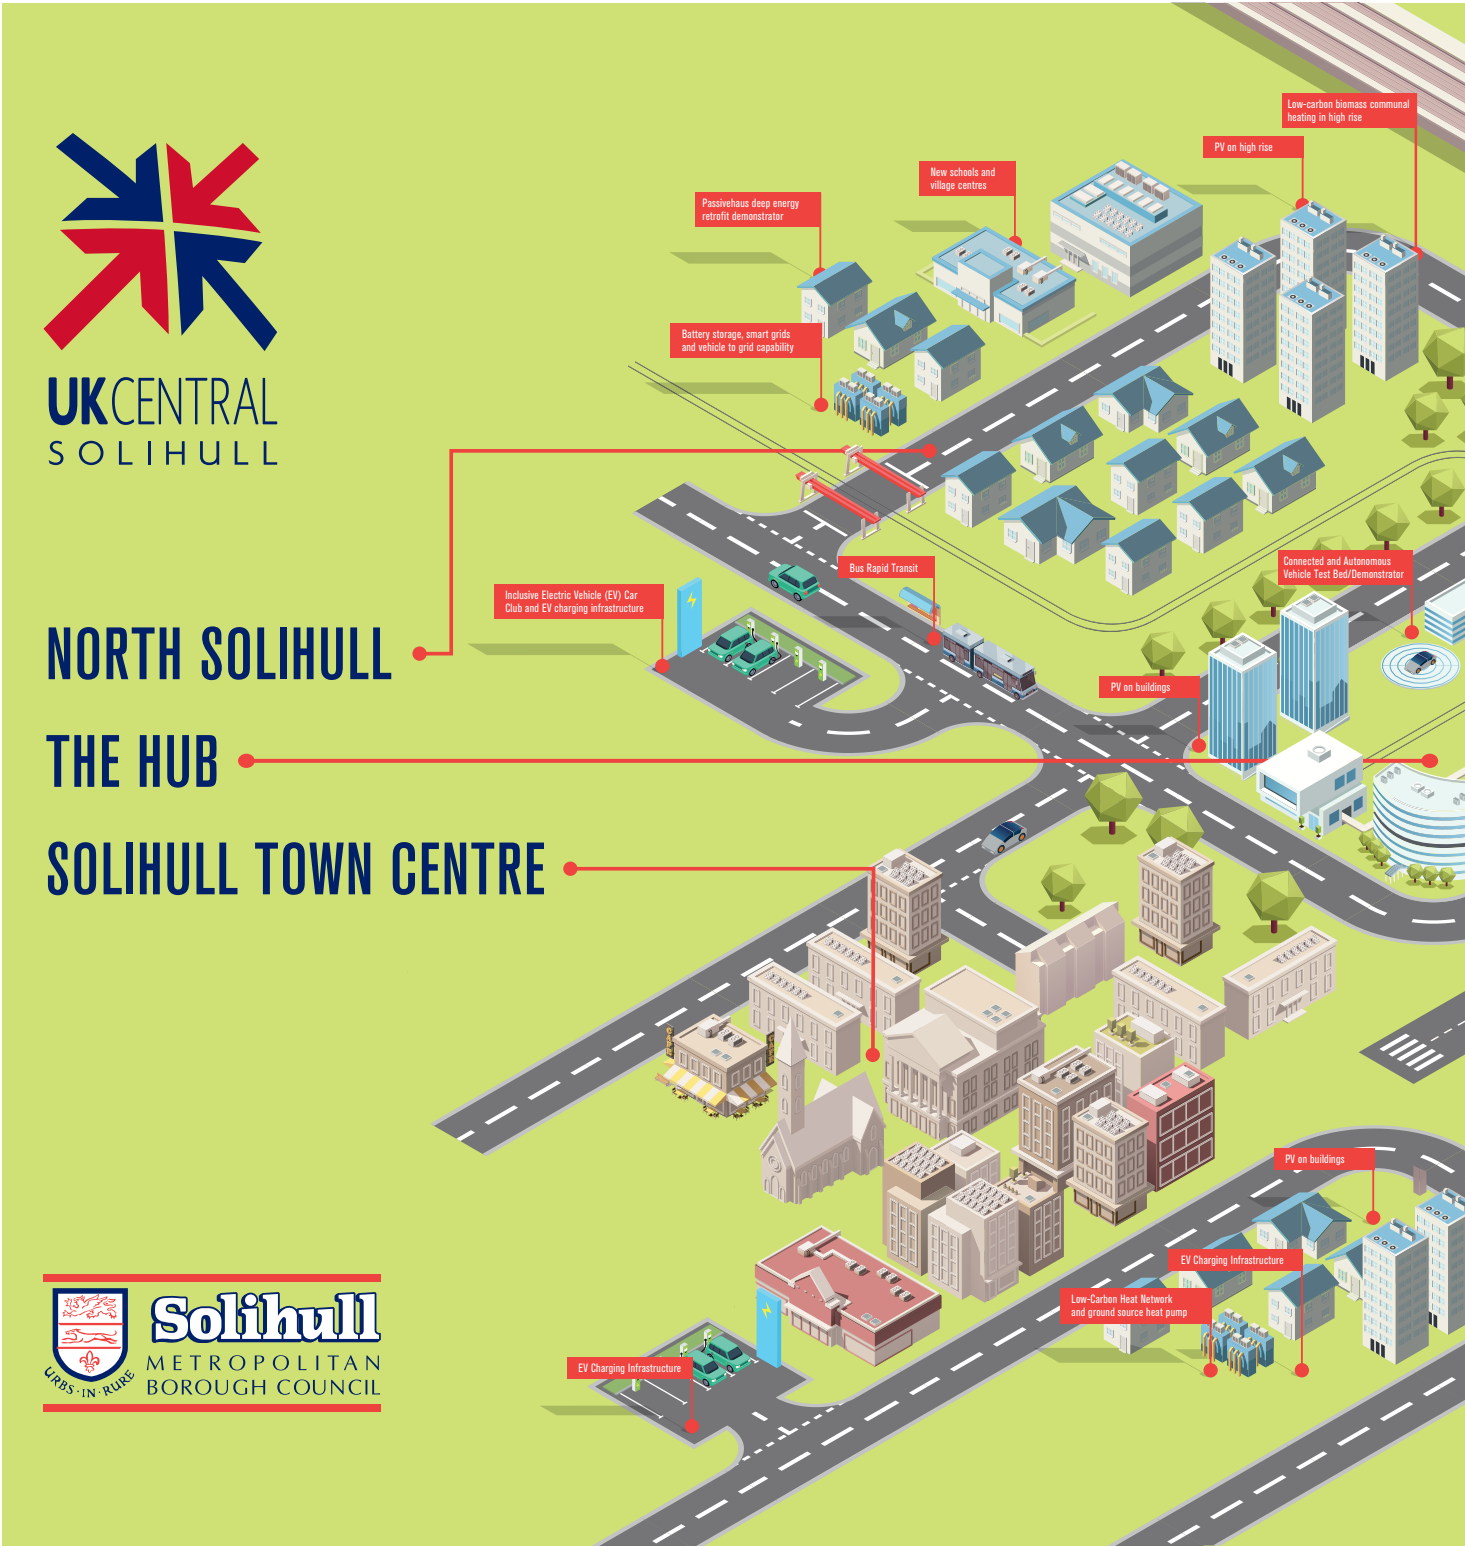 Low-carbon biomass communal
heating in high rise
PV on high rise
New schools and
village centres
Passivehaus deep energy
retrofit demonstrator
Battery storage, smart grids
and vehicle to grid capability
UKCENTRAL
SOLIHULL
Connected and Autonomous
Vehicle Test Bed/Demonstrator
Bus Rapid Transit
Inclusive Electric Vehicle (EV) Car
Club and EV charging infrastructure
NORTH SOLIHULL
PV on buildings
THE HUB
SOLIHULL TOWN CENTRE
PV on buildings
EV Charging Infrastructure
Low-Carbon Heat Network
and ground source heat pump
EV Charging Infrastructure
Solihull
METROPOLITAN
BOROUGH COUNCIL
URBS·IN·RURE